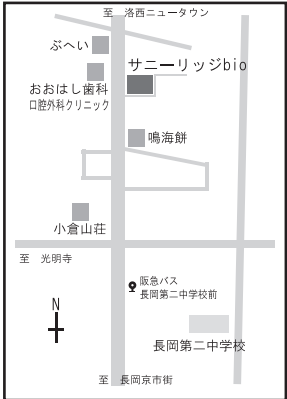 至 洛西ニュータウン
ぶへい
サニーリッジbio
おおはし歯科
口腔外科クリニック
鳴海餅
小倉山荘
至 光明寺
阪急バス
長岡第二中学校前
N
長岡第二中学校
至 長岡京市街